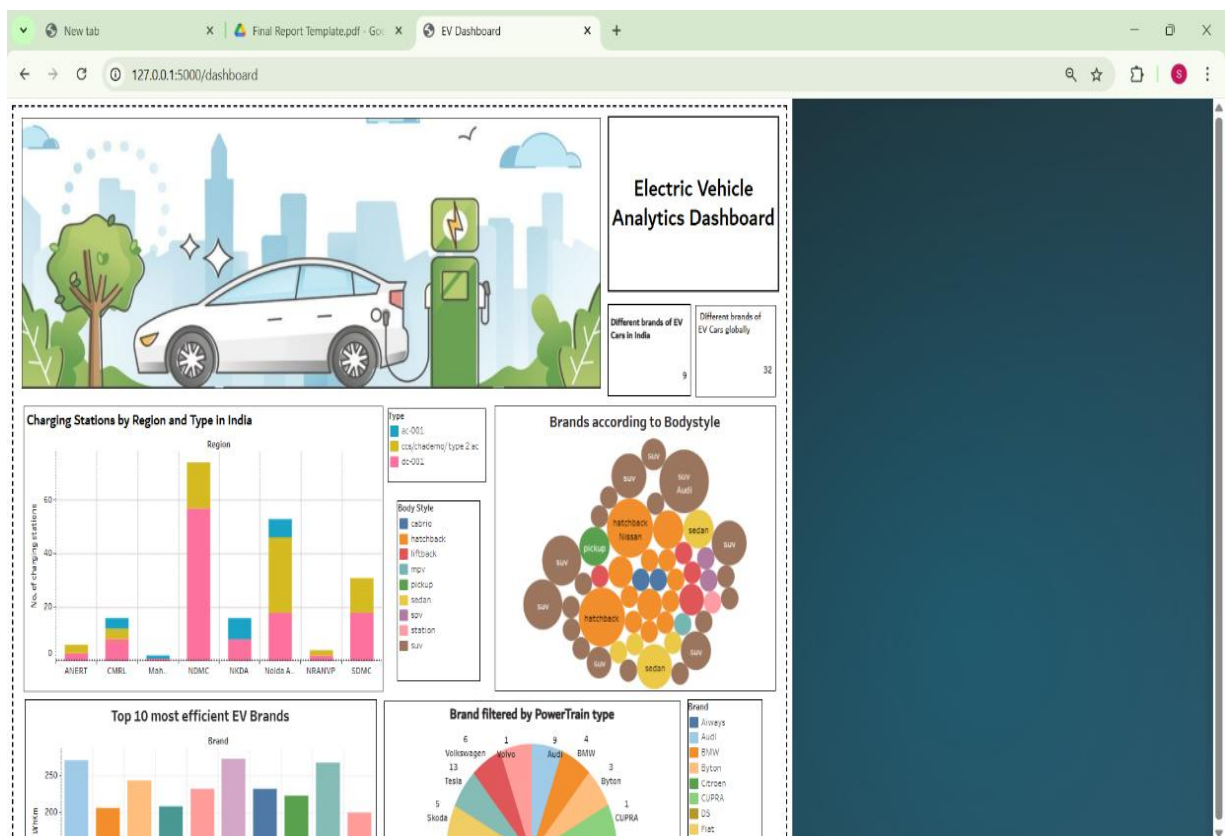 New tab
Final Report Template.pdf - Goo
EV Dashboard
127.0.0.1:5000/dashboard
S
Electric Vehicle
Analytics Dashboard
Different brands of EV
Cars in India
9
Different brands of
EV Cars globally
32
Charging Stations by Region and Type in India
Region
No. of charging stations
60
40
20
0
ANERT
CMRL
Mah..
NDMC
NKDA
Noida A..
NRANVP
SDMC
Type
ac-001
ccs/chademo/type 2 ac
dc-001
Body Style
cabrio
hatchback
liftback
mpv
pickup
sedan
spv
station
suv
Brands according to Bodystyle
suv
suv
suv
Audi
hatchback
Nissan
sedan
pickup
suv
suv
suv
hatchback
suv
sedan
suv
Top 10 most efficient EV Brands
Brand
250
200
Wh/Km
Brand filtered by PowerTrain type
6
Volkswagen
1
Volvo
9
Audi
4
BMW
13
Tesla
3
Byton
5
Skoda
1
CUPRA
Brand
Aiways
Audi
BMW
Byton
Citroen
CUPRA
DS
Fiat